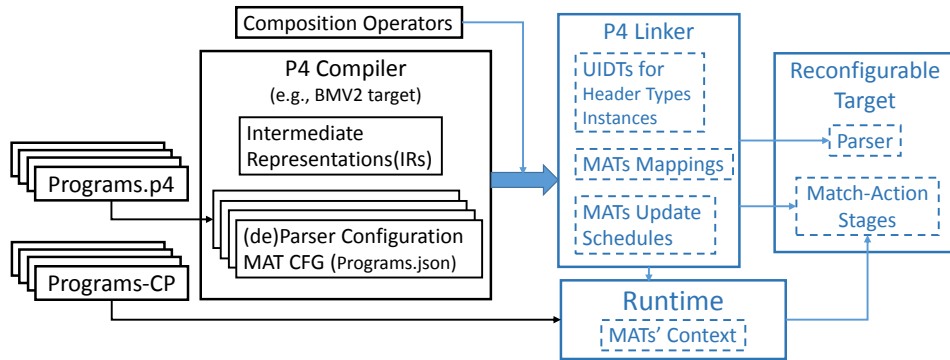 Composition Operators
P4 Compiler
(e.g., BMV2 target)
Intermediate
Representations(IRs)
(de)Parser Configuration
MAT CFG (Programs.json)
Programs.p4
Programs-CP
P4 Linker
UIDTs for
Header Types
Instances
MATs Mappings
MATs Update
Schedules
Runtime
MATs' Context
Reconfigurable
Target
Parser
Match-Action
Stages